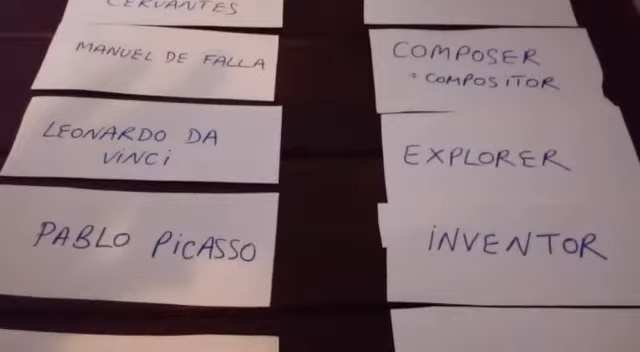 CERVANTES
MANUEL DE FALLA
COMPOSER
COMPOSITOR
LEONARDO DA
VINCI
EXPLORER
PABLO PICASSO
INVENTOR